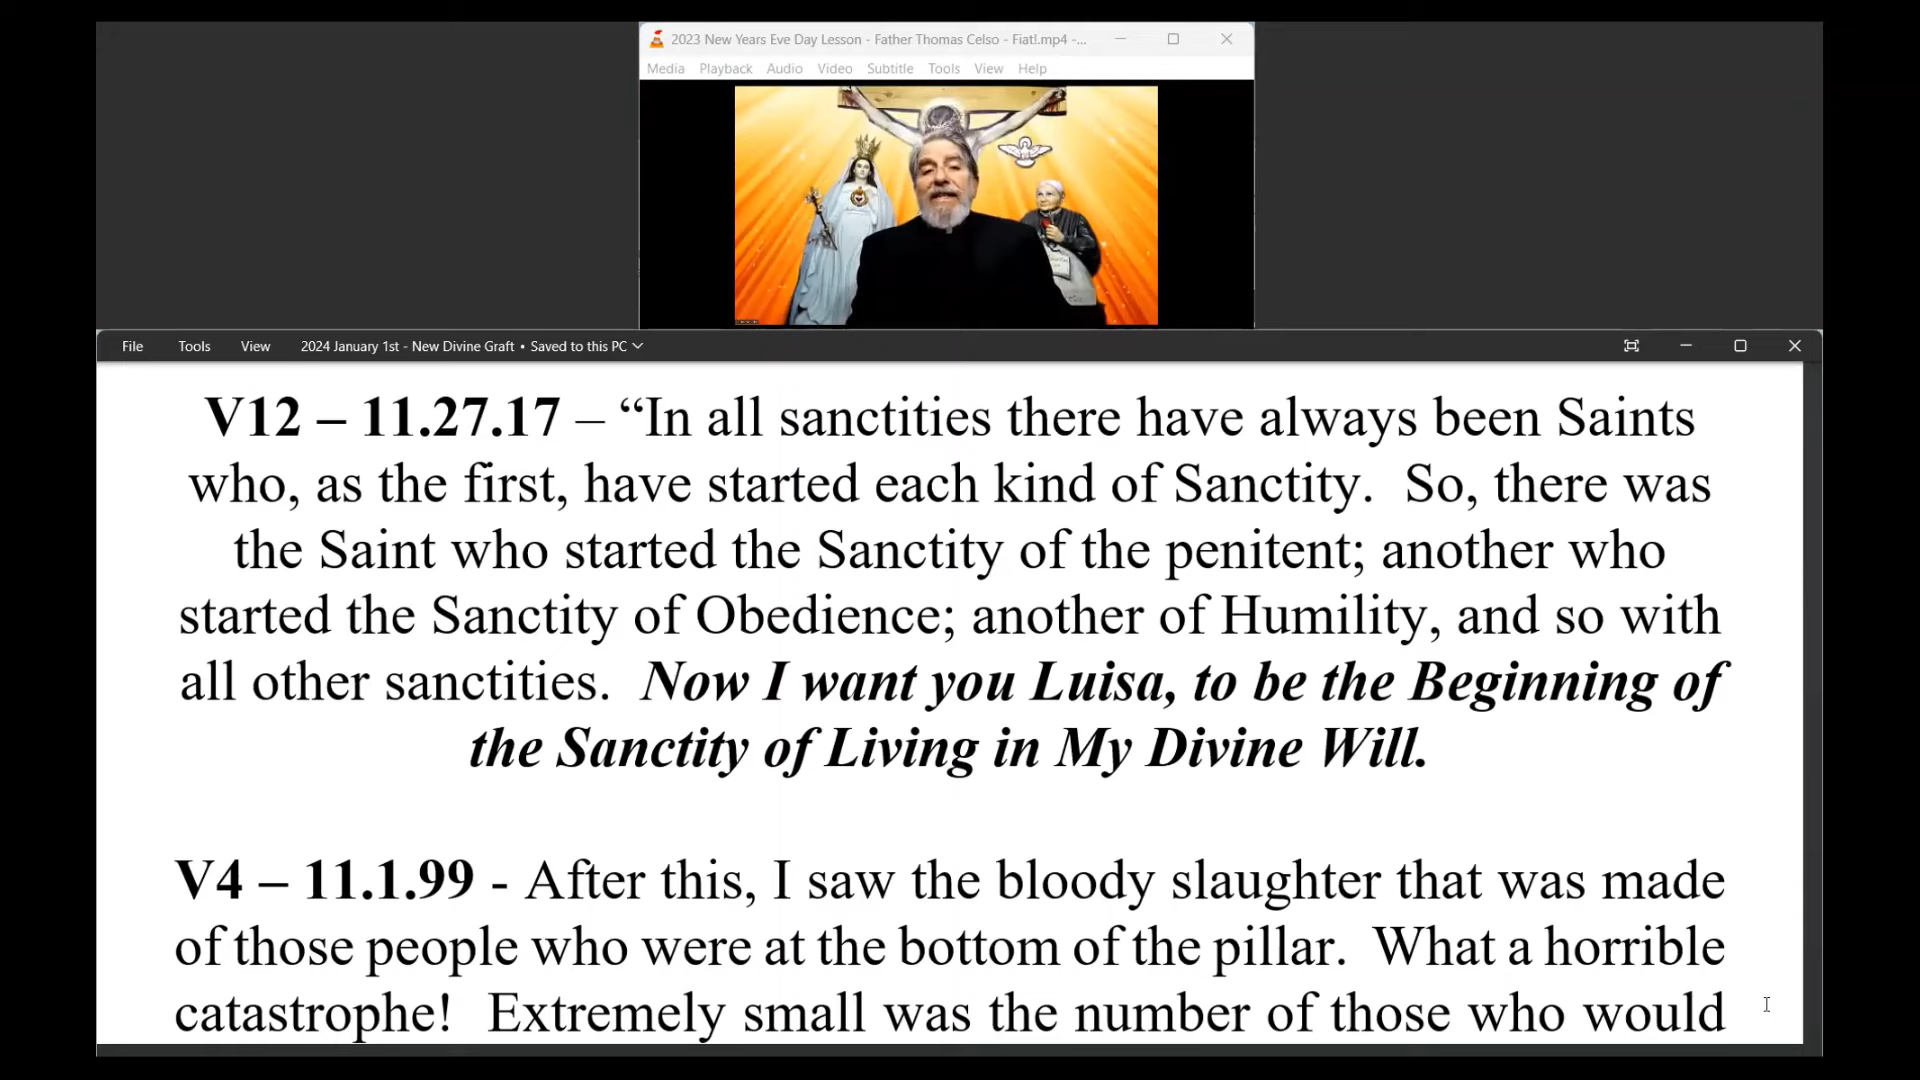 2023 New Years Eve Day Lesson - Father Thomas Celso - Fiat!.mp4 -...
Media Playback Audio Video Subtitle Tools View Help
File Tools View 2024 January 1st - New Divine Graft • Saved to this PC
V12 – 11.27.17 – “In all sanctities there have always been Saints
who, as the first, have started each kind of Sanctity. So, there was
the Saint who started the Sanctity of the penitent; another who
started the Sanctity of Obedience; another of Humility, and so with
all other sanctities. Now I want you Luisa, to be the Beginning of
the Sanctity of Living in My Divine Will.
V4 – 11.1.99 - After this, I saw the bloody slaughter that was made
of those people who were at the bottom of the pillar. What a horrible
catastrophe! Extremely small was the number of those who would